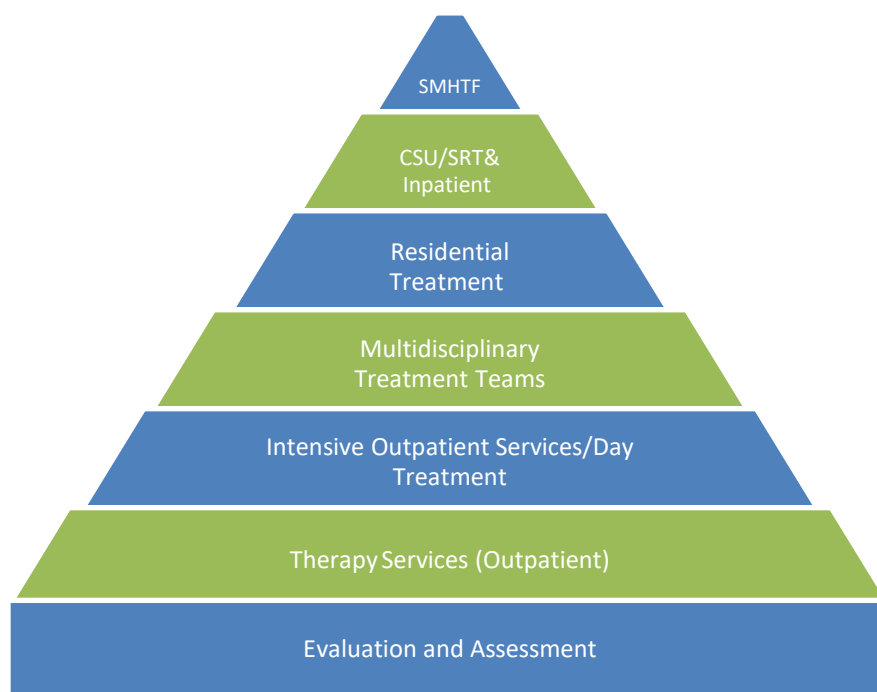 SMHTF
CSU/SRT&
Inpatient
Residential
Treatment
Multidisciplinary
Treatment Teams
Intensive Outpatient Services/Day
Treatment
Therapy Services (Outpatient)
Evaluation and Assessment